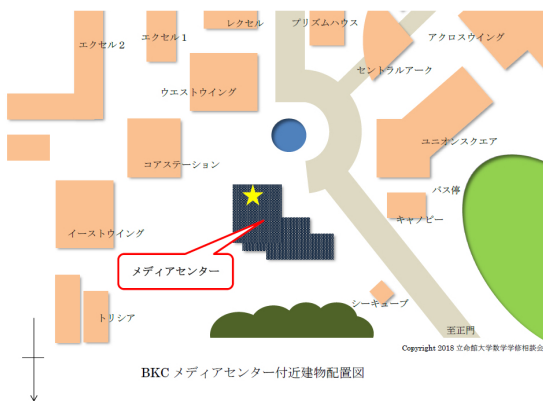 レクセル
プリズムハウス
エクセル2
エクセル1
アクロスウイング
セントラルアーク
ウエストウイング
ユニオンスクエア
コアステーション
バス停
キャノピー
イーストウイング
メディアセンター
シーキューブ
トリシア
至正門
Copyright 2018 立命館大学数学学修相談会
BKC メディアセンター付近建物配置図